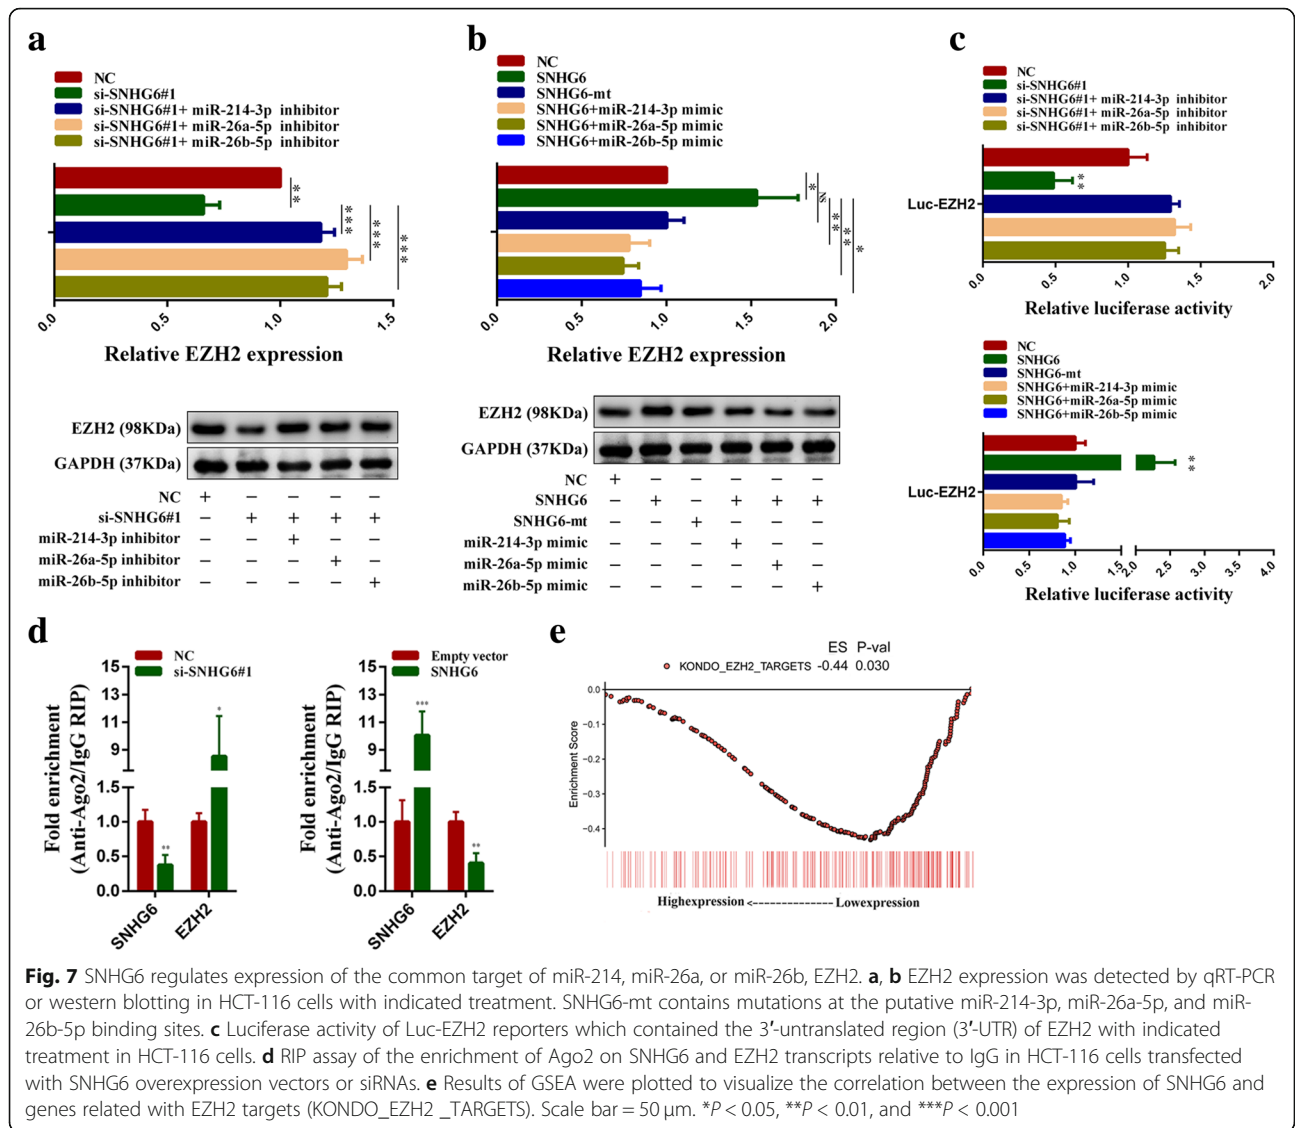 a
NC
si-SNHG6#1
si-SNHG6#1+ miR-214-3p inhibitor
si-SNHG6#1+ miR-26a-5p inhibitor
si-SNHG6#1+ miR-26b-5p inhibitor
**
***
***
***
0.0 0.5 1.0 1.5
Relative EZH2 expression
EZH2 (98KDa)
GAPDH (37KDa)
NC + – – – –
si-SNHG6#1 – + + + +
miR-214-3p inhibitor – – + – –
miR-26a-5p inhibitor – – – + –
miR-26b-5p inhibitor – – – – +
b
NC
SNHG6
SNHG6-mt
SNHG6+miR-214-3p mimic
SNHG6+miR-26a-5p mimic
SNHG6+miR-26b-5p mimic
*
NS
**
**
*
0.0 0.5 1.0 1.5 2.0
Relative EZH2 expression
EZH2 (98KDa)
GAPDH (37KDa)
NC + – – – – –
SNHG6 – + – + + +
SNHG6-mt – – + – – –
miR-214-3p mimic – – – + – –
miR-26a-5p mimic – – – – + –
miR-26b-5p mimic – – – – – +
c
NC
si-SNHG6#1
si-SNHG6#1+ miR-214-3p inhibitor
si-SNHG6#1+ miR-26a-5p inhibitor
si-SNHG6#1+ miR-26b-5p inhibitor
**
Luc-EZH2
0.0 0.5 1.0 1.5 2.0
Relative luciferase activity
NC
SNHG6
SNHG6-mt
SNHG6+miR-214-3p mimic
SNHG6+miR-26a-5p mimic
SNHG6+miR-26b-5p mimic
**
Luc-EZH2
0.0 0.5 1.0 1.5 2.0 2.5 3.0 3.5 4.0
Relative luciferase activity
d
NC
si-SNHG6#1
Fold enrichment
(Anti-Ago2/IgG RIP)
15
13
11
9
1.5
1.0
0.5
0.0
**
*
SNHG6 EZH2
Empty vector
SNHG6
Fold enrichment
(Anti-Ago2/IgG RIP)
15
13
11
9
1.5
1.0
0.5
0.0
***
**
SNHG6 EZH2
e
ES P-val
KONDO_EZH2_TARGETS -0.44 0.030
Enrichment Score
0.0
−0.1
−0.2
−0.3
−0.4
Highexpression <-------------- Lowexpression
Fig. 7 SNHG6 regulates expression of the common target of miR-214, miR-26a, or miR-26b, EZH2. a, b EZH2 expression was detected by qRT-PCR
or western blotting in HCT-116 cells with indicated treatment. SNHG6-mt contains mutations at the putative miR-214-3p, miR-26a-5p, and miR-
26b-5p binding sites. c Luciferase activity of Luc-EZH2 reporters which contained the 3′-untranslated region (3′-UTR) of EZH2 with indicated
treatment in HCT-116 cells. d RIP assay of the enrichment of Ago2 on SNHG6 and EZH2 transcripts relative to IgG in HCT-116 cells transfected
with SNHG6 overexpression vectors or siRNAs. e Results of GSEA were plotted to visualize the correlation between the expression of SNHG6 and
genes related with EZH2 targets (KONDO_EZH2 _TARGETS). Scale bar = 50 μm. *P < 0.05, **P < 0.01, and ***P < 0.001